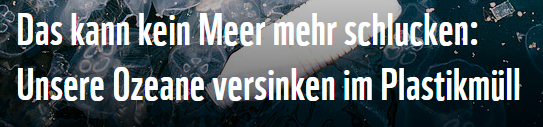 Das kann kein Meer mehr schlucken:
Unsere Ozeane versinken im Plastikmüll